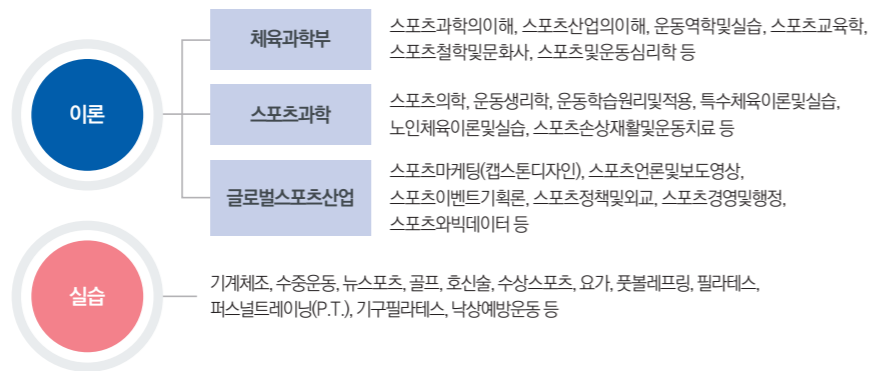 이론
체육과학부
스포츠과학의이해, 스포츠산업의이해, 운동역학및실습, 스포츠교육학,
스포츠철학및문화사, 스포츠및운동심리학 등
스포츠과학
스포츠의학, 운동생리학, 운동학습원리및적용, 특수체육이론및실습,
노인체육이론및실습, 스포츠손상재활및운동치료 등
글로벌스포츠산업
스포츠마케팅(캡스톤디자인), 스포츠언론및보도영상,
스포츠이벤트기획론, 스포츠정책및외교, 스포츠경영및행정,
스포츠와빅데이터 등
실습
기계체조, 수중운동, 뉴스포츠, 골프, 호신술, 수상스포츠, 요가, 풋볼레프링, 필라테스,
퍼스널트레이닝(P.T.), 기구필라테스, 낙상예방운동 등